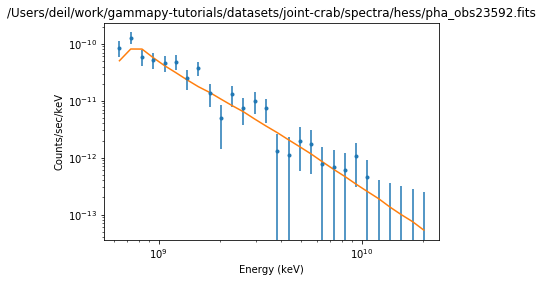 /Users/deil/work/gammapy-tutorials/datasets/joint-crab/spectra/hess/pha_obs23592.fits
10⁻¹⁰
10⁻¹¹
10⁻¹²
10⁻¹³
Counts/sec/keV
10⁹
10¹⁰
Energy (keV)